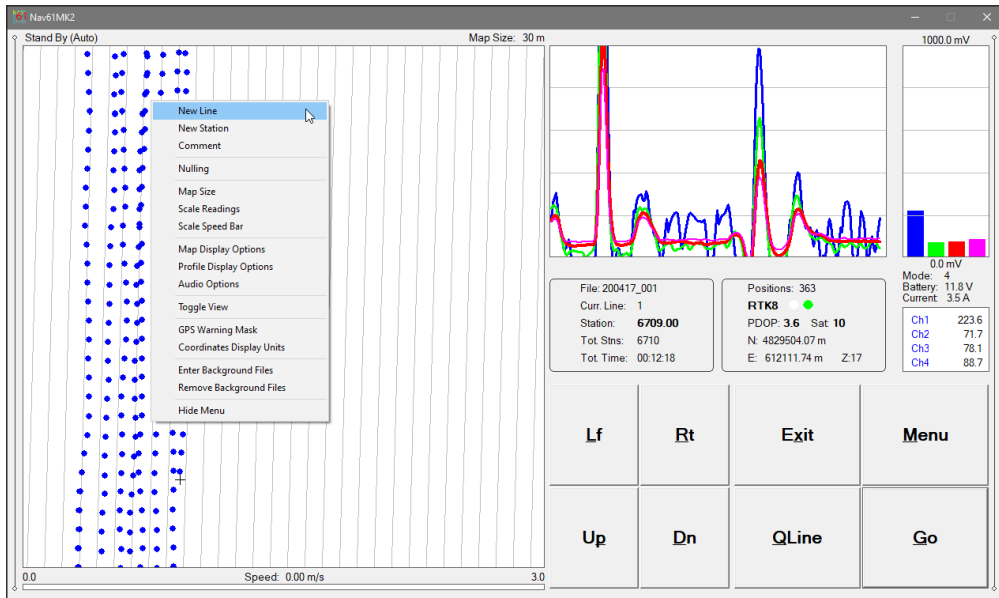 Nav61MK2
Stand By (Auto)
Map Size: 30 m
New Line
New Station
Comment
Nulling
Map Size
Scale Readings
Scale Speed Bar
Map Display Options
Profile Display Options
Audio Options
Toggle View
GPS Warning Mask
Coordinates Display Units
Enter Background Files
Remove Background Files
Hide Menu
0.0 Speed: 0.00 m/s 3.0
1000.0 mV
0.0 mV
Mode: 4
Battery: 11.8 V
Current: 3.5 A
Ch1 223.6
Ch2 71.7
Ch3 78.1
Ch4 88.7
File: 200417_001
Curr. Line: 1
Station: 6709.00
Tot. Stns: 6710
Tot. Time: 00:12:18
Positions: 363
RTK8
PDOP: 3.6 Sat: 10
N: 4829504.07 m
E: 612111.74 m Z:17
Lf
Rt
Exit
Menu
Up
Dn
QLine
Go